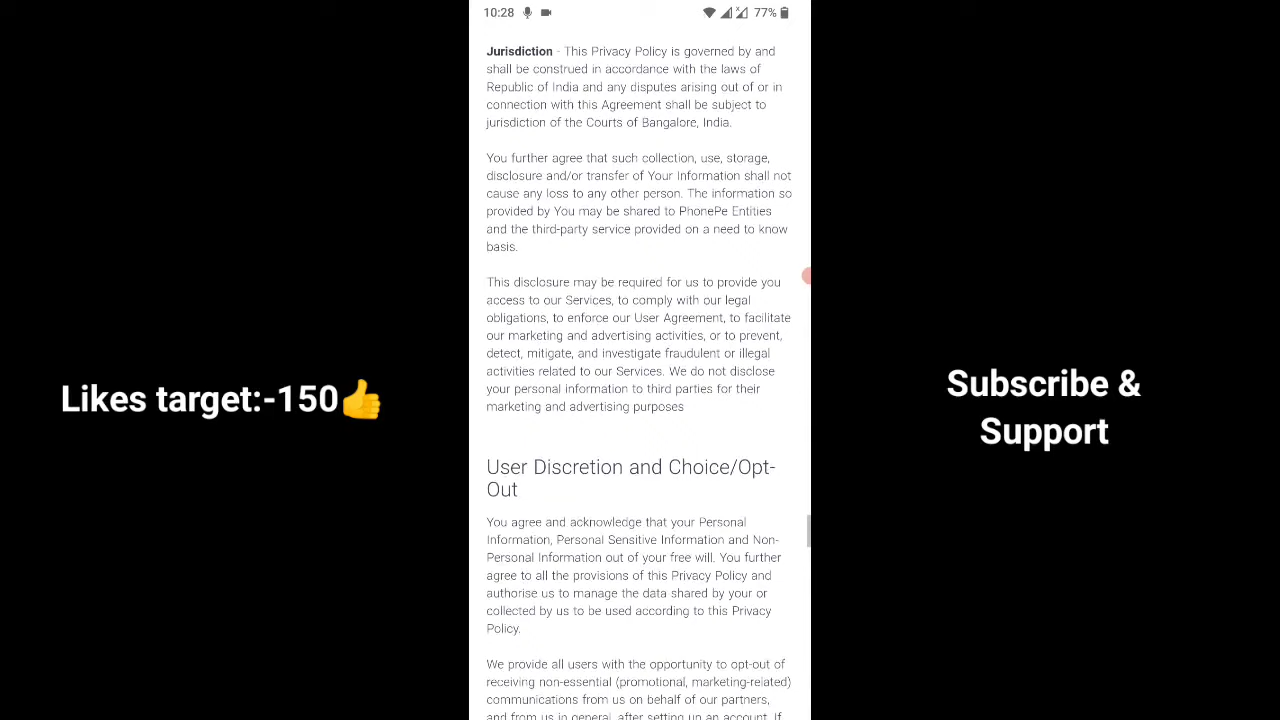 10:28
77%
Jurisdiction - This Privacy Policy is governed by and
shall be construed in accordance with the laws of
Republic of India and any disputes arising out of or in
connection with this Agreement shall be subject to
jurisdiction of the Courts of Bangalore, India.
You further agree that such collection, use, storage,
disclosure and/or transfer of Your Information shall not
cause any loss to any other person. The information so
provided by You may be shared to PhonePe Entities
and the third-party service provided on a need to know
basis.
This disclosure may be required for us to provide you
access to our Services, to comply with our legal
obligations, to enforce our User Agreement, to facilitate
our marketing and advertising activities, or to prevent,
detect, mitigate, and investigate fraudulent or illegal
activities related to our Services. We do not disclose
your personal information to third parties for their
marketing and advertising purposes
User Discretion and Choice/Opt-
Out
You agree and acknowledge that your Personal
Information, Personal Sensitive Information and Non-
Personal Information out of your free will. You further
agree to all the provisions of this Privacy Policy and
authorise us to manage the data shared by your or
collected by us to be used according to this Privacy
Policy.
We provide all users with the opportunity to opt-out of
receiving non-essential (promotional, marketing-related)
communications from us on behalf of our partners,
and from us in general, after setting up an account. If
Likes target:-150👍
Subscribe &
Support